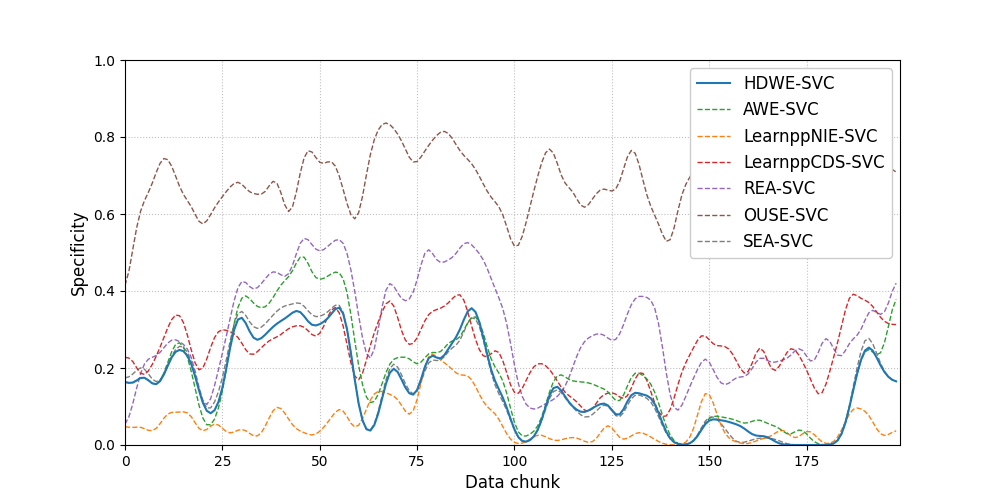 1.0
0.8
0.6
0.4
0.2
0.0
Specificity
0
25
50
75
100
125
150
175
Data chunk
HDWE-SVC
AWE-SVC
LearnppNIE-SVC
LearnppCDS-SVC
REA-SVC
OUSE-SVC
SEA-SVC